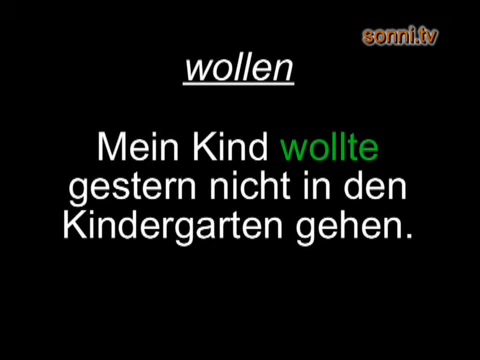 sonni.tv
wollen
Mein Kind wollte
gestern nicht in den
Kindergarten gehen.